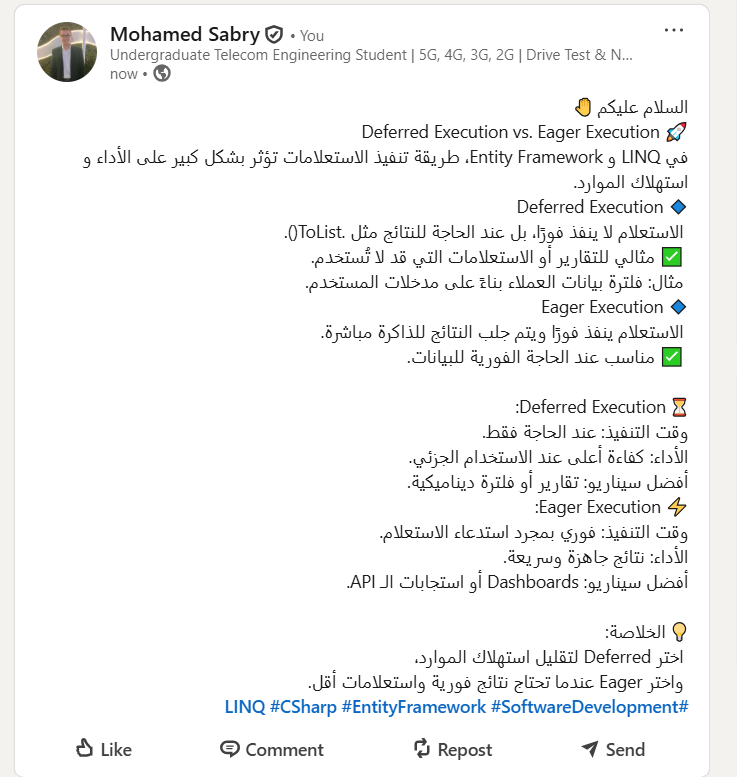 Mohamed Sabry • You
Undergraduate Telecom Engineering Student | 5G, 4G, 3G, 2G | Drive Test & N...
now •
السلام عليكم 🤚
🚀 Deferred Execution vs. Eager Execution
في LINQ و Entity Framework، طريقة تنفيذ الاستعلامات تؤثر بشكل كبير على الأداء و
استهلاك الموارد.
🔷 Deferred Execution
الاستعلام لا ينفذ فورًا، بل عند الحاجة للنتائج مثل .ToList().
✅ مثالي للتقارير أو الاستعلامات التي قد لا تُستخدم.
مثال: فلترة بيانات العملاء بناءً على مدخلات المستخدم.
🔷 Eager Execution
الاستعلام ينفذ فورًا ويتم جلب النتائج للذاكرة مباشرة.
✅ مناسب عند الحاجة الفورية للبيانات.
⏳ Deferred Execution:
وقت التنفيذ: عند الحاجة فقط.
الأداء: كفاءة أعلى عند الاستخدام الجزئي.
أفضل سيناريو: تقارير أو فلترة ديناميكية.
⚡ Eager Execution:
وقت التنفيذ: فوري بمجرد استدعاء الاستعلام.
الأداء: نتائج جاهزة وسريعة.
أفضل سيناريو: Dashboards أو استجابات الـ API.
💡 الخلاصة:
اختر Deferred لتقليل استهلاك الموارد،
واختر Eager عندما تحتاج نتائج فورية واستعلامات أقل.
#LINQ #CSharp #EntityFramework #SoftwareDevelopment
Like Comment Repost Send